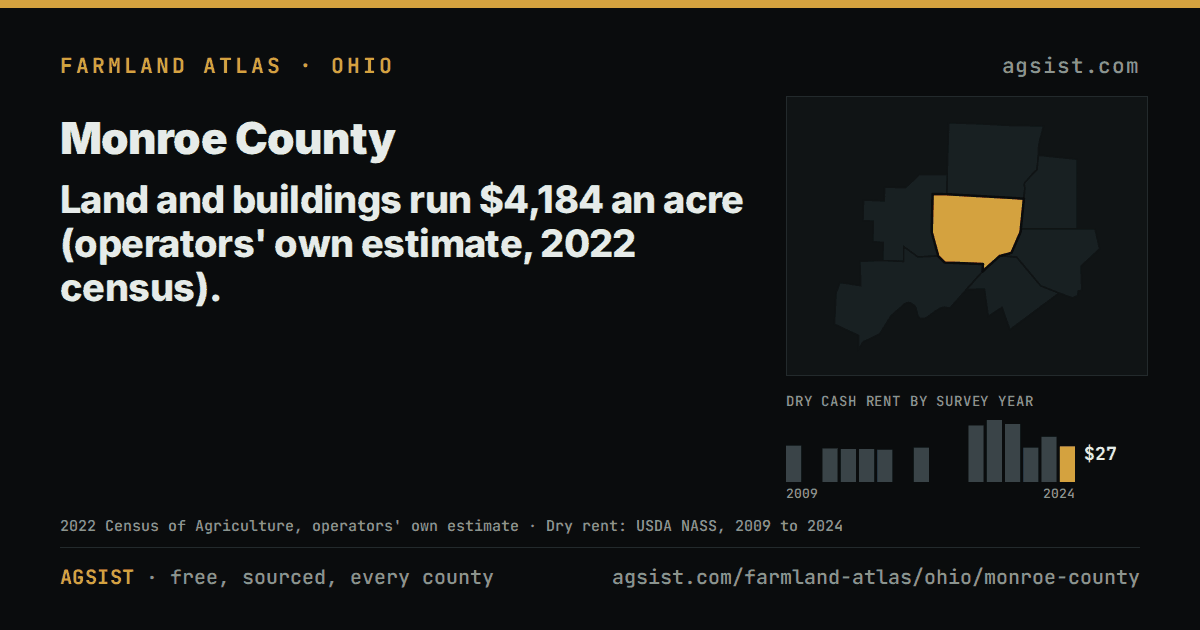 FARMLAND ATLAS · OHIO
agsist.com
Monroe County
Land and buildings run $4,184 an acre
(operators' own estimate, 2022
census).
DRY CASH RENT BY SURVEY YEAR
$27
2009
2024
2022 Census of Agriculture, operators' own estimate · Dry rent: USDA NASS, 2009 to 2024
AGSIST · free, sourced, every county
agsist.com/farmland-atlas/ohio/monroe-county